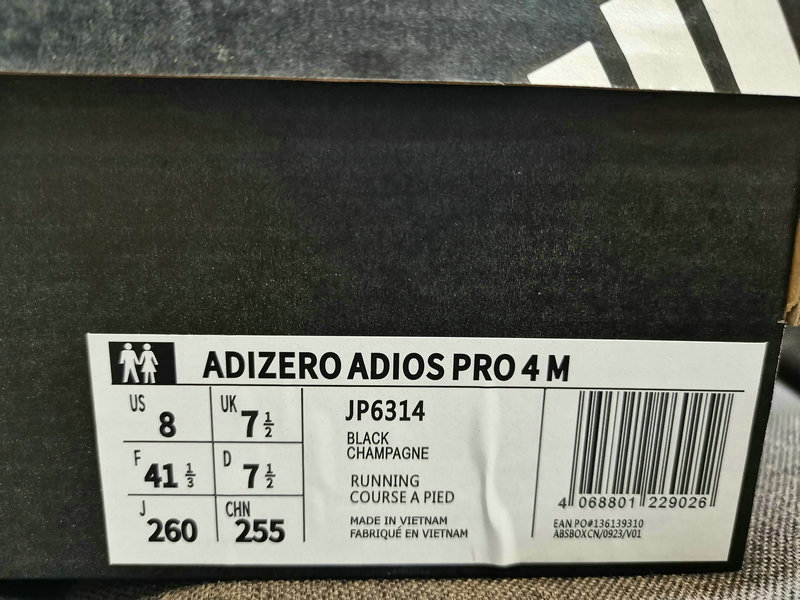 ADIZERO ADIOS PRO 4 M
US 8
UK 7 1/2
F 41 1/3
D 7 1/2
J 260
CHN 255
JP6314
BLACK
CHAMPAGNE
RUNNING
COURSE A PIED
MADE IN VIETNAM
FABRIQUÉ EN VIETNAM
4 068801 229026
EAN PO#136139310
ABSBOXCN/0923/V01